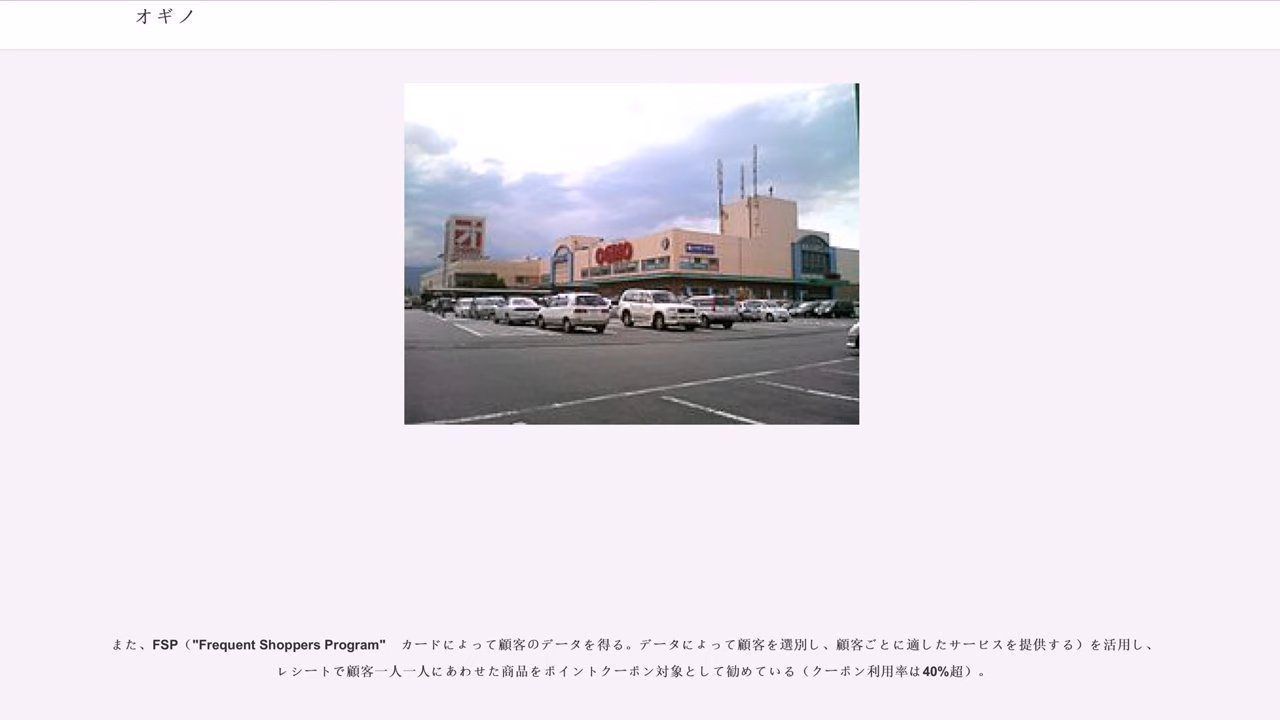 オギノ
OGINO
また、FSP（"Frequent Shoppers Program"　カードによって顧客のデータを得る。データによって顧客を選別し、顧客ごとに適したサービスを提供する）を活用し、
レシートで顧客一人一人にあわせた商品をポイントクーポン対象として勧めている（クーポン利用率は40%超）。